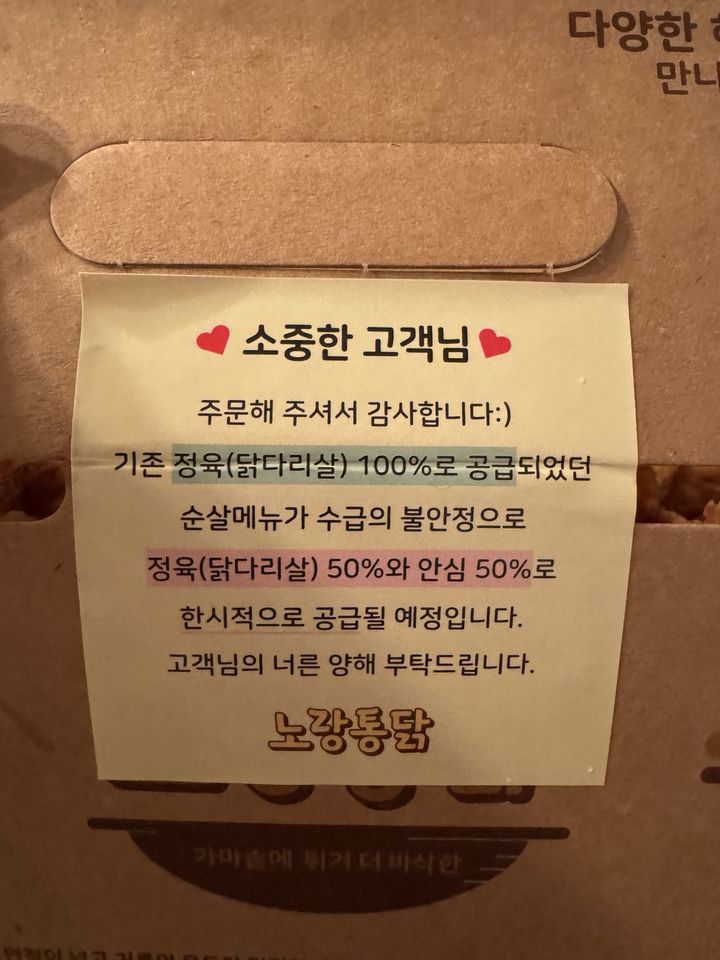 다양한
만나
❤ 소중한 고객님 ❤
주문해 주셔서 감사합니다:)
기존 정육(닭다리살) 100%로 공급되었던
순살메뉴가 수급의 불안정으로
정육(닭다리살) 50%와 안심 50%로
한시적으로 공급될 예정입니다.
고객님의 너른 양해 부탁드립니다.
노랑통닭
가마솥에 튀겨 더 바삭한